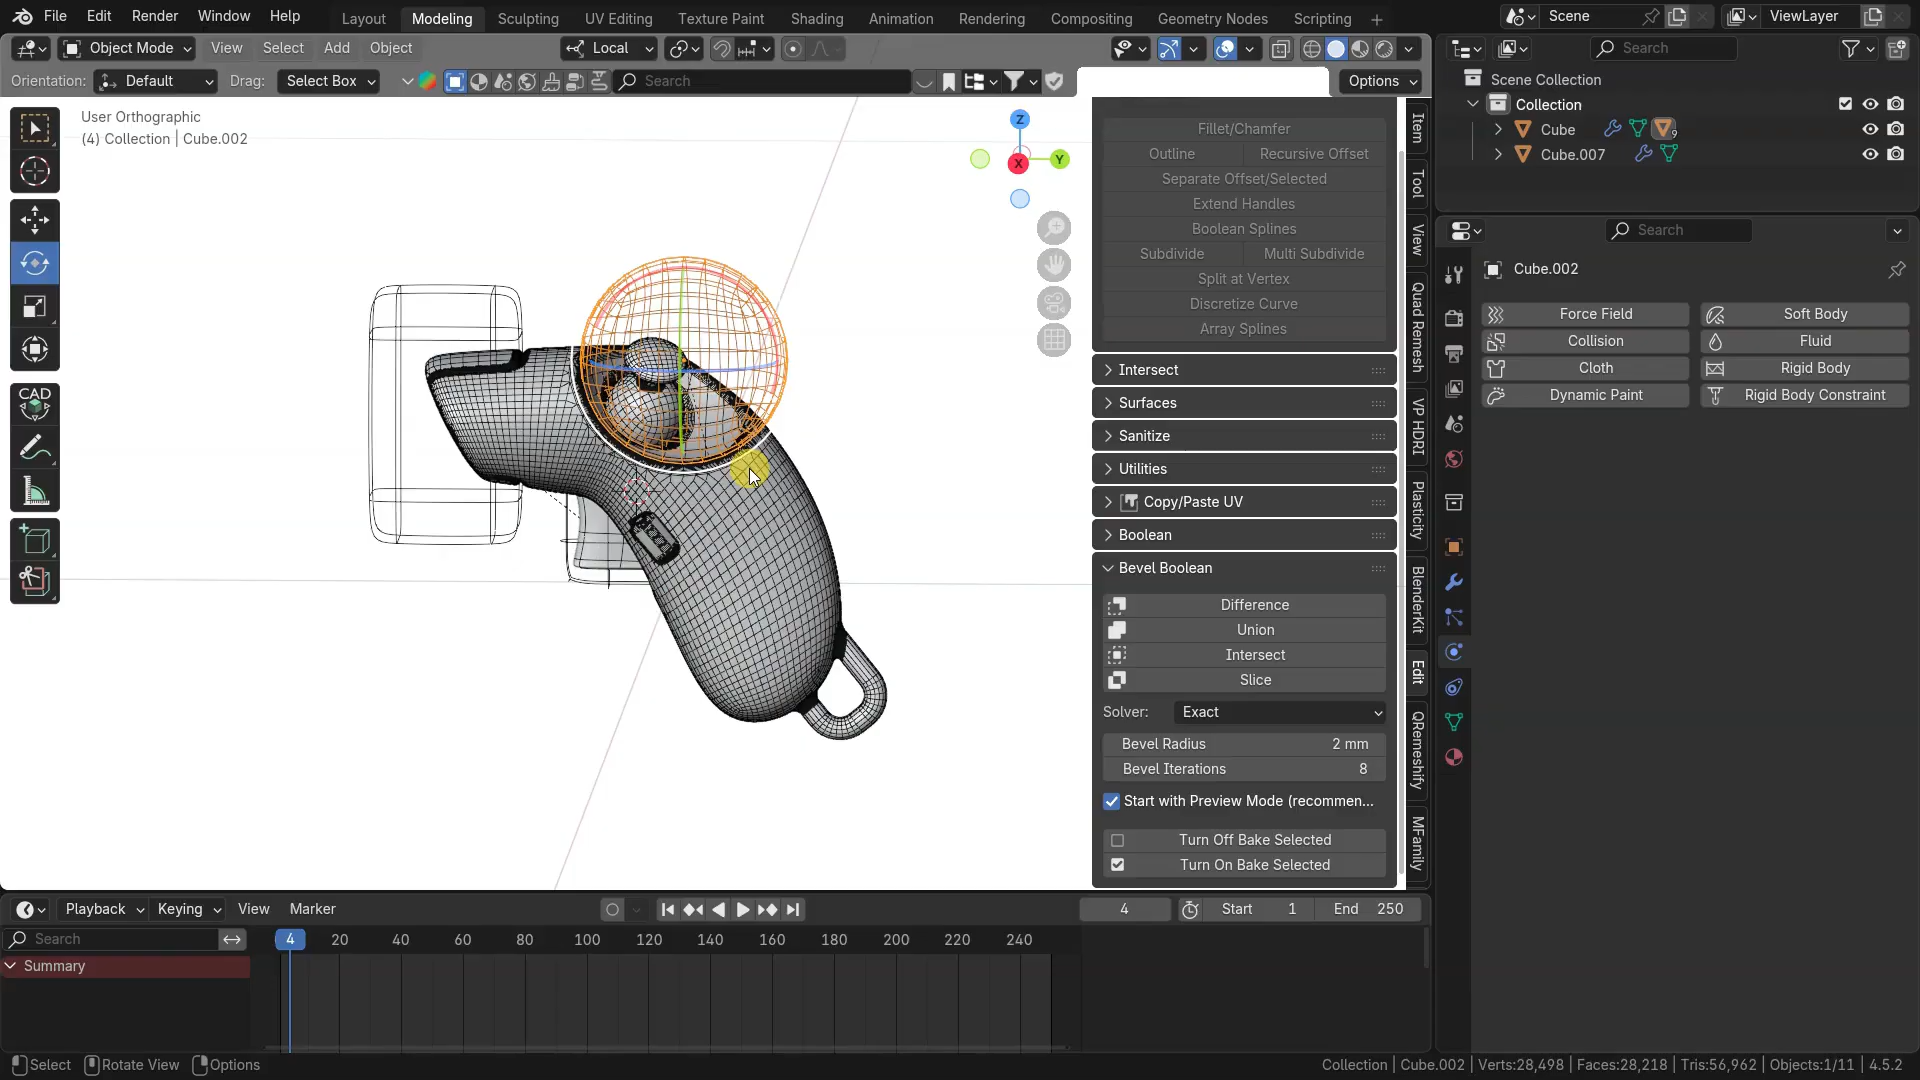 File Edit Render Window Help Layout Modeling Sculpting UV Editing Texture Paint Shading Animation Rendering Compositing Geometry Nodes Scripting + Scene ViewLayer
Object Mode View Select Add Object Local Search
Orientation: Default Drag: Select Box Search Options
User Orthographic
(4) Collection | Cube.002
Z
X
Y
CAD
Fillet/Chamfer
Outline Recursive Offset
Separate Offset/Selected
Extend Handles
Boolean Splines
Subdivide Multi Subdivide
Split at Vertex
Discretize Curve
Array Splines
Intersect
Surfaces
Sanitize
Utilities
Copy/Paste UV
Boolean
Bevel Boolean
Difference
Union
Intersect
Slice
Solver: Exact
Bevel Radius 2 mm
Bevel Iterations 8
Start with Preview Mode (recommen...
Turn Off Bake Selected
Turn On Bake Selected
Item
Tool
View
Quad Remesh
VP HDRI
Plasticity
BlenderKit
Edit
QRemeshify
MFamily
Scene Collection
Collection
Cube 9
Cube.007
Search
Cube.002
Force Field Soft Body
Collision Fluid
Cloth Rigid Body
Dynamic Paint Rigid Body Constraint
Playback Keying View Marker 4 Start 1 End 250
Search 4 20 40 60 80 100 120 140 160 180 200 220 240
Summary
Select Rotate View Options Collection | Cube.002 | Verts:28,498 | Faces:28,218 | Tris:56,962 | Objects:1/11 | 4.5.2